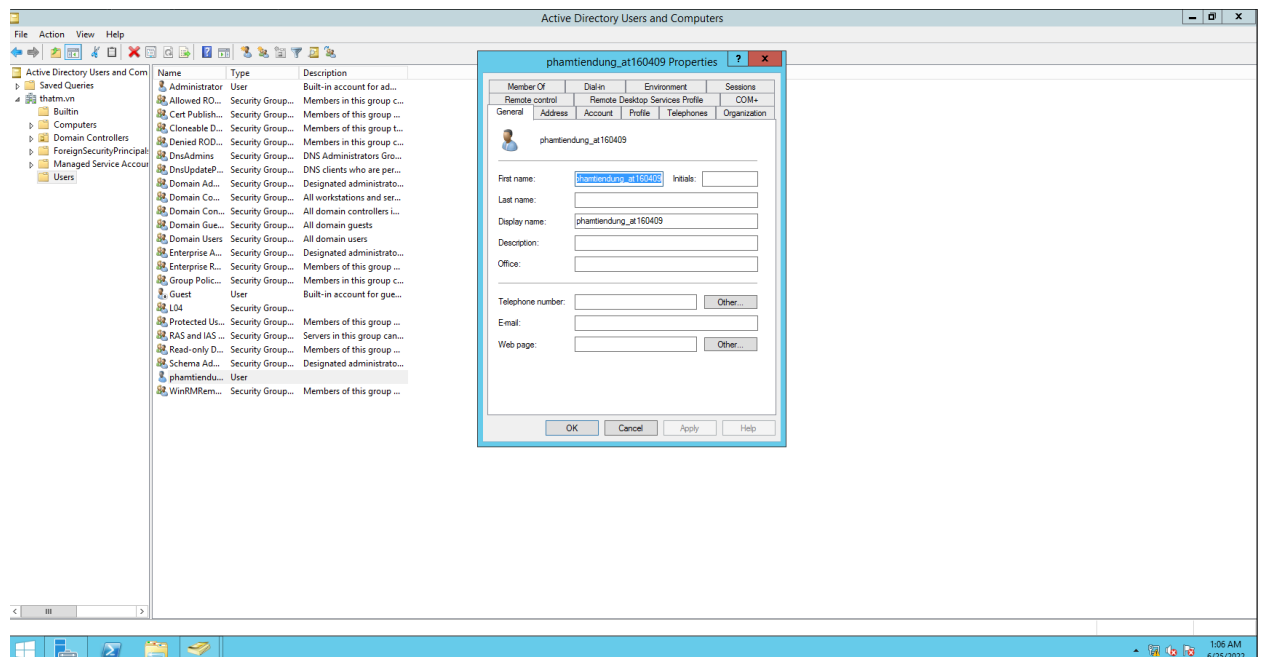 Active Directory Users and Computers
File Action View Help
Active Directory Users and Com
Saved Queries
thatm.vn
Builtin
Computers
Domain Controllers
ForeignSecurityPrincipals
Managed Service Accour
Users
Name Type Description
Administrator User Built-in account for ad...
Allowed RO... Security Group... Members in this group c...
Cert Publish... Security Group... Members of this group ...
Cloneable D... Security Group... Members of this group t...
Denied ROD... Security Group... Members in this group c...
DnsAdmins Security Group... DNS Administrators Gro...
DnsUpdateP... Security Group... DNS clients who are per...
Domain Ad... Security Group... Designated administrato...
Domain Co... Security Group... All workstations and ser...
Domain Con... Security Group... All domain controllers i...
Domain Gue... Security Group... All domain guests
Domain Users Security Group... All domain users
Enterprise A... Security Group... Designated administrato...
Enterprise R... Security Group... Members of this group ...
Group Polic... Security Group... Members in this group c...
Guest User Built-in account for gue...
L04 Security Group...
Protected Us... Security Group... Members of this group ...
RAS and IAS ... Security Group... Servers in this group can...
Read-only D... Security Group... Members of this group ...
Schema Ad... Security Group... Designated administrato...
phamtiendu... User
WinRMRem... Security Group... Members of this group ...
phamtiendung_at160409 Properties ? x
Member Of Dial-in Environment Sessions
Remote control Remote Desktop Services Profile COM+
General Address Account Profile Telephones Organization
phamtiendung_at160409
First name: phamtiendung_at160409 Initials:
Last name:
Display name: phamtiendung_at160409
Description:
Office:
Telephone number: Other...
E-mail:
Web page: Other...
OK Cancel Apply Help
1:06 AM
6/25/2022